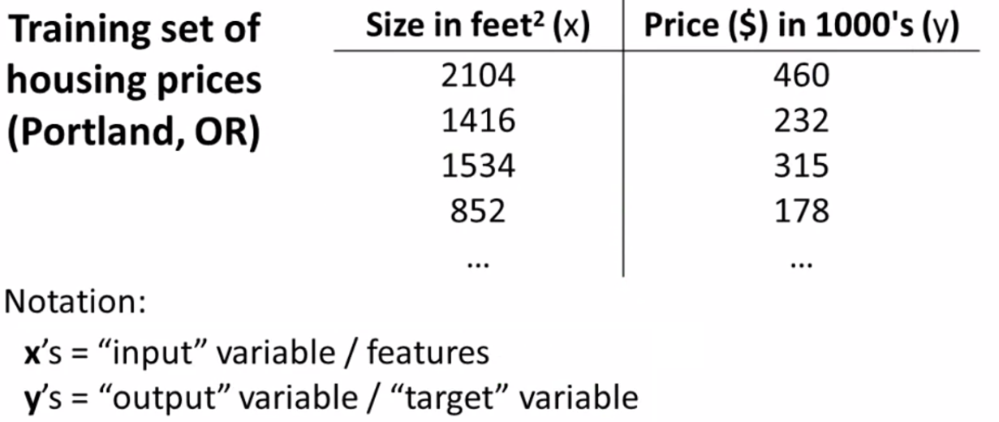 Training set of
housing prices
(Portland, OR)
Size in feet² (x) Price ($) in 1000's (y)
2104 460
1416 232
1534 315
852 178
... ...
Notation:
x's = “input” variable / features
y's = “output” variable / “target” variable